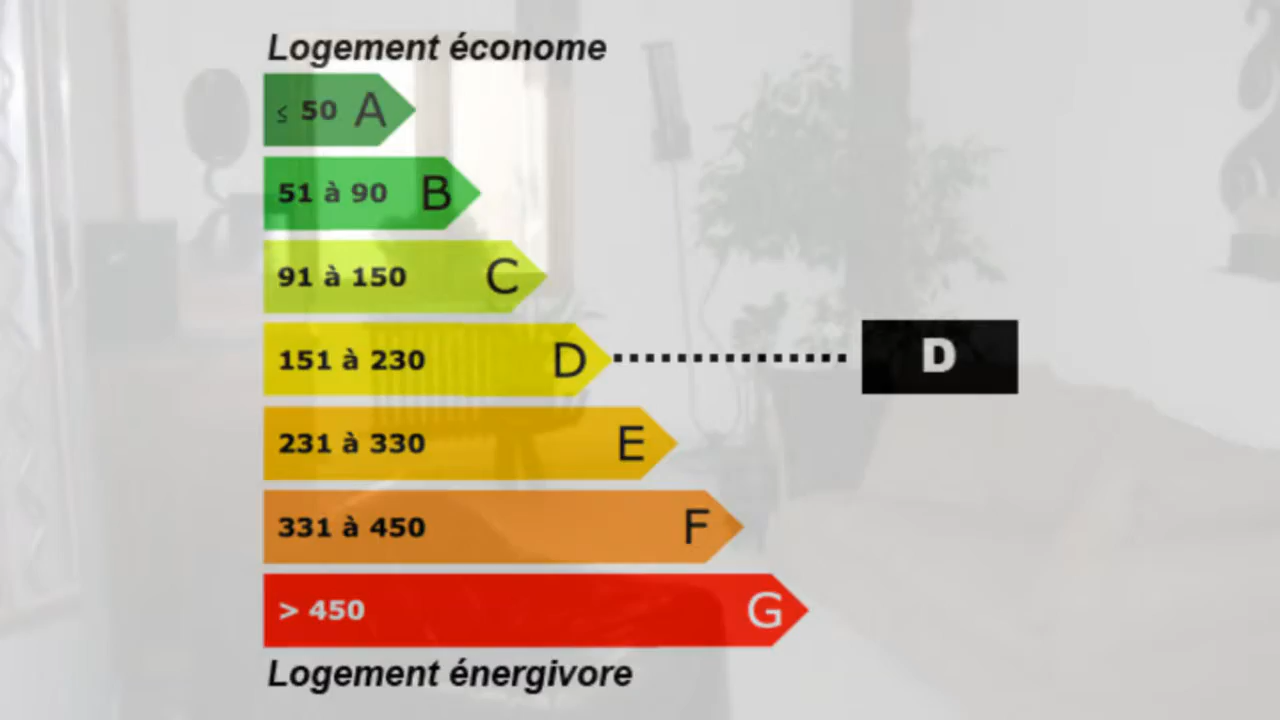 Logement économe
≤ 50 A
51 à 90 B
91 à 150 C
151 à 230 D D
231 à 330 E
331 à 450 F
> 450 G
Logement énergivore